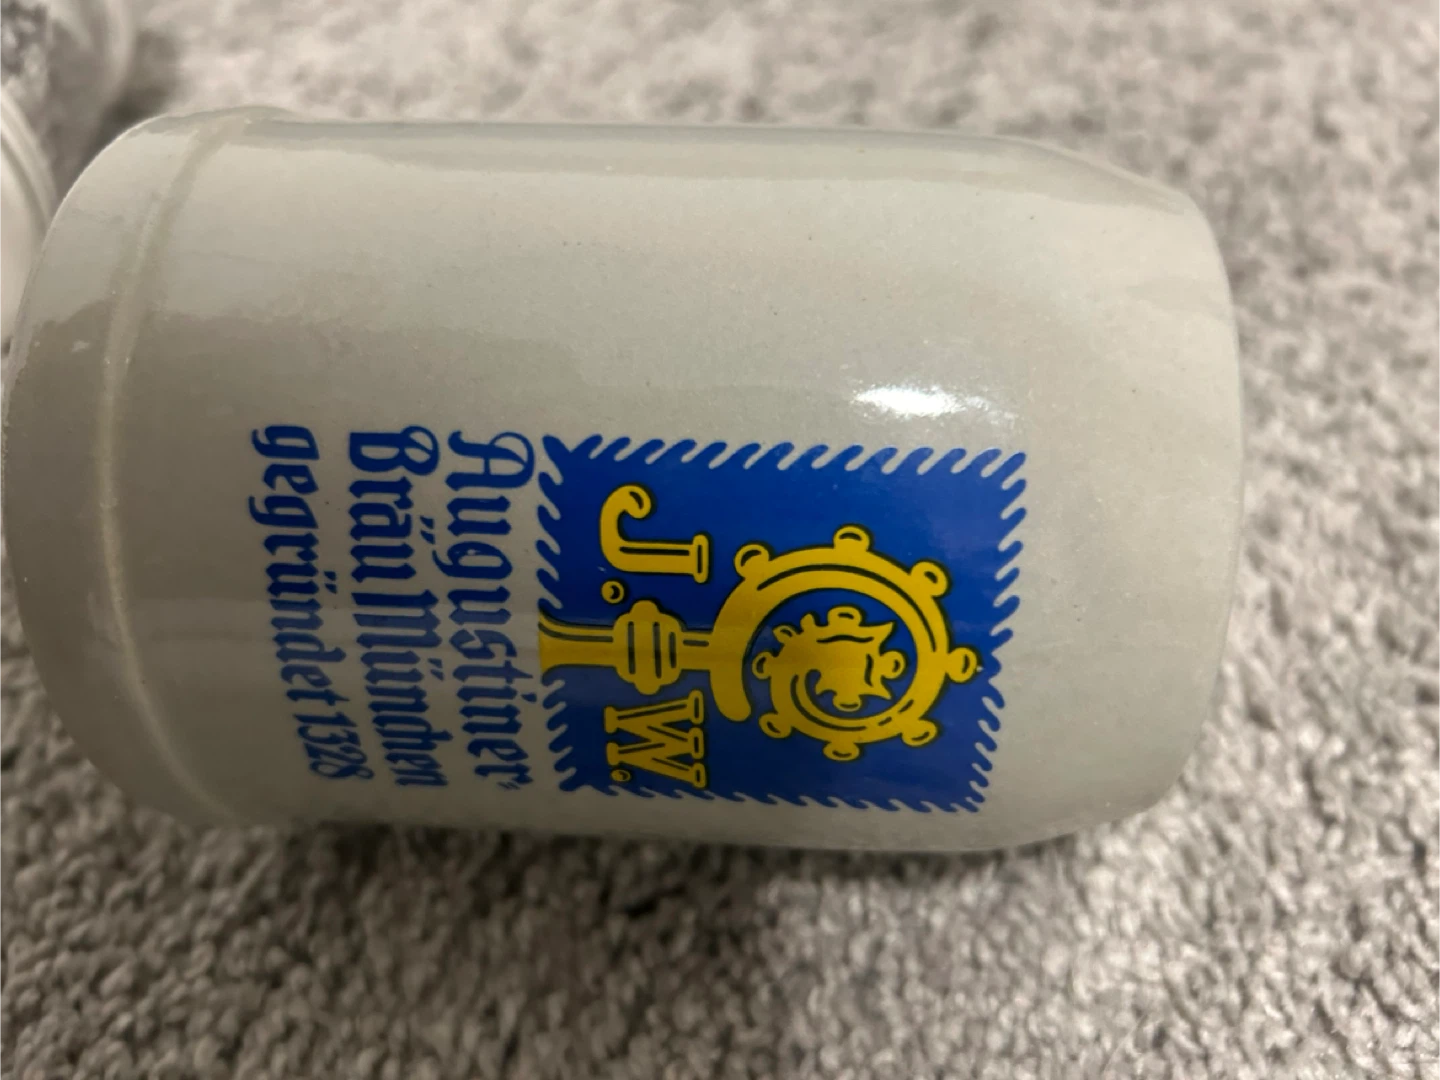 J. W.
Augustiner
Bräu München
gegründet 1328